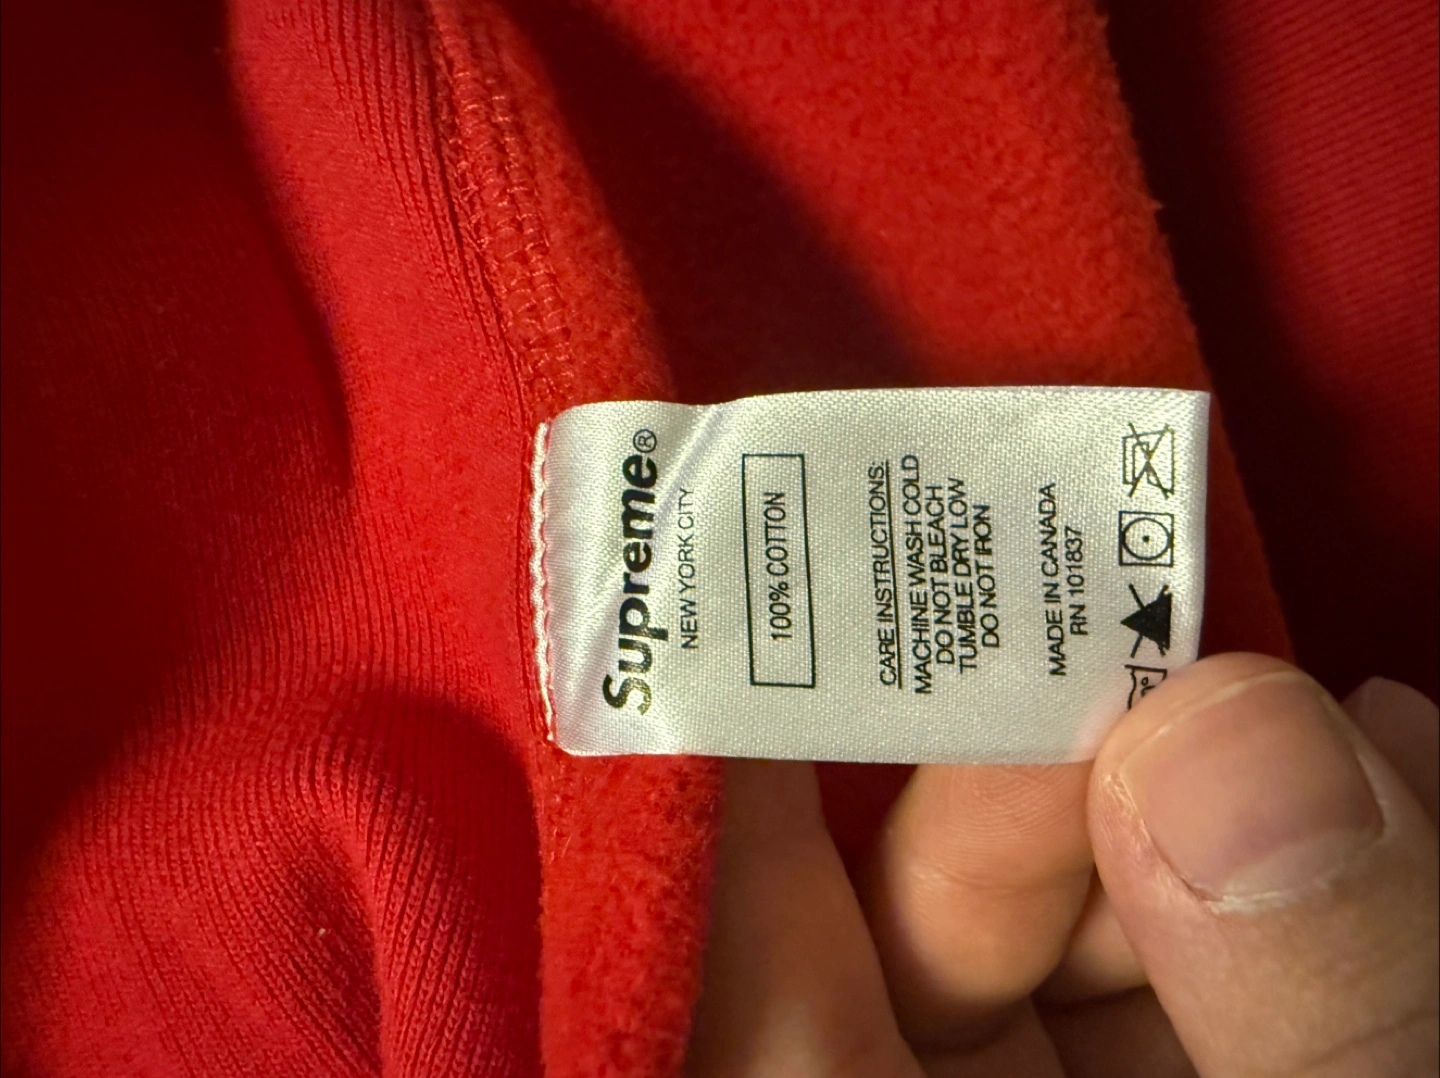 Supreme®
NEW YORK CITY
100% COTTON
CARE INSTRUCTIONS:
MACHINE WASH COLD
DO NOT BLEACH
TUMBLE DRY LOW
DO NOT IRON
MADE IN CANADA
RN 101837